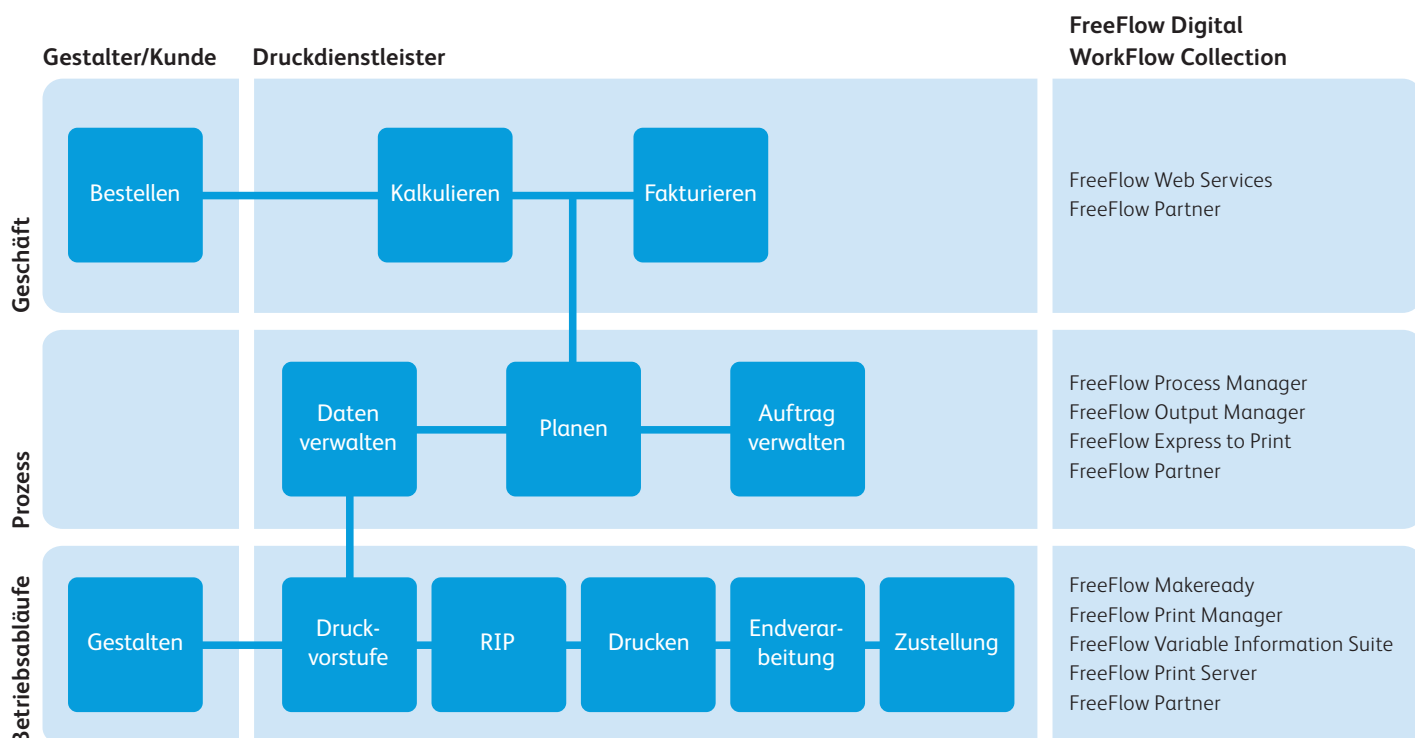 Gestalter/Kunde
Druckdienstleister
FreeFlow Digital
WorkFlow Collection
Geschäft
Bestellen
Kalkulieren
Fakturieren
FreeFlow Web Services
FreeFlow Partner
Prozess
Daten
verwalten
Planen
Auftrag
verwalten
FreeFlow Process Manager
FreeFlow Output Manager
FreeFlow Express to Print
FreeFlow Partner
Betriebsabläufe
Gestalten
Druck-
vorstufe
RIP
Drucken
Endverar-
beitung
Zustellung
FreeFlow Makeready
FreeFlow Print Manager
FreeFlow Variable Information Suite
FreeFlow Print Server
FreeFlow Partner